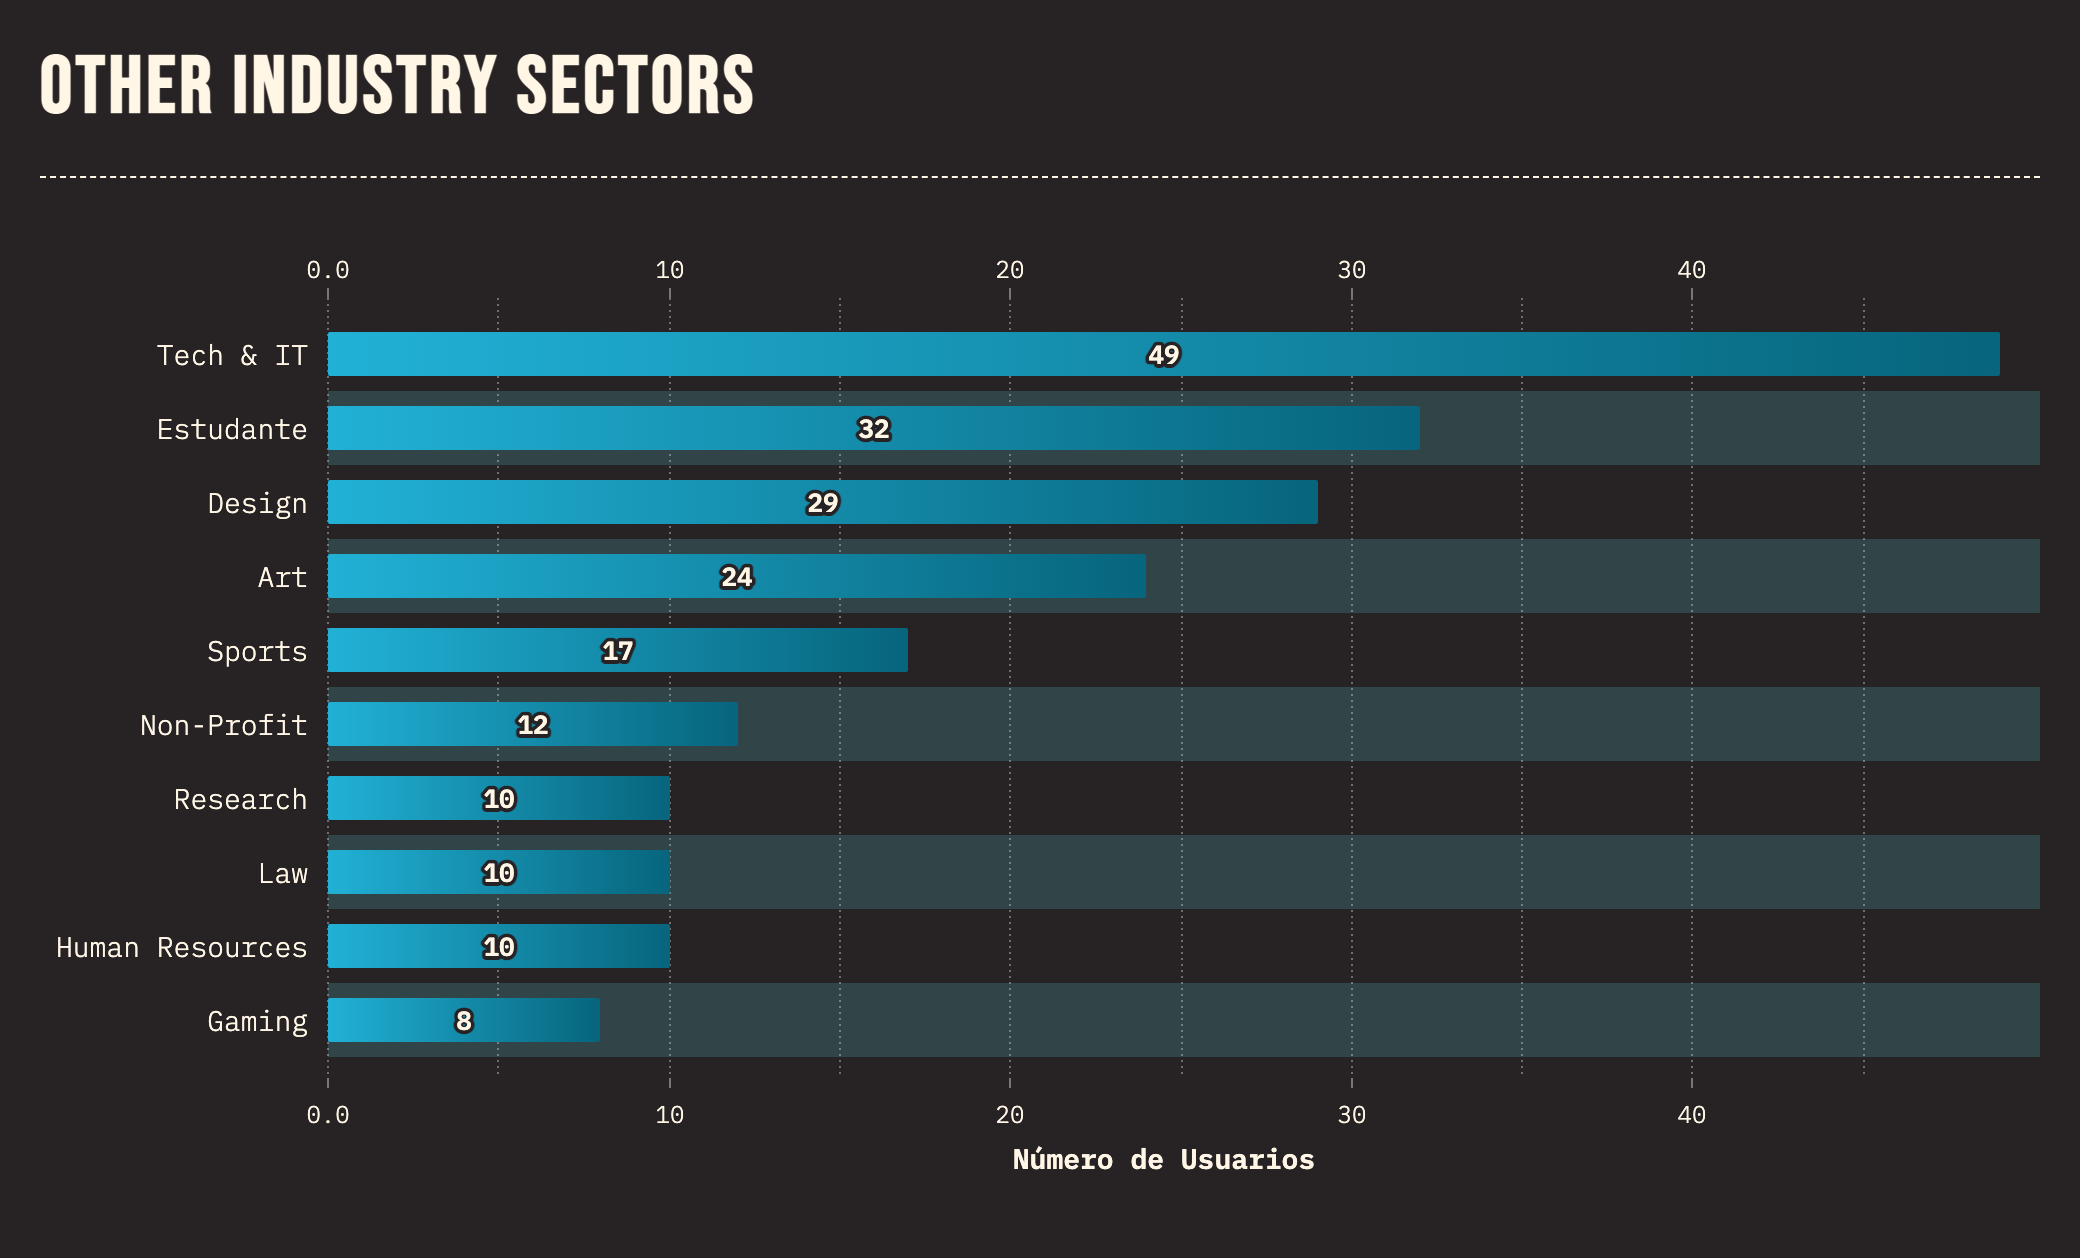 OTHER INDUSTRY SECTORS
0.0 10 20 30 40
Tech & IT 49
Estudante 32
Design 29
Art 24
Sports 17
Non-Profit 12
Research 10
Law 10
Human Resources 10
Gaming 8
0.0 10 20 30 40
Número de Usuarios